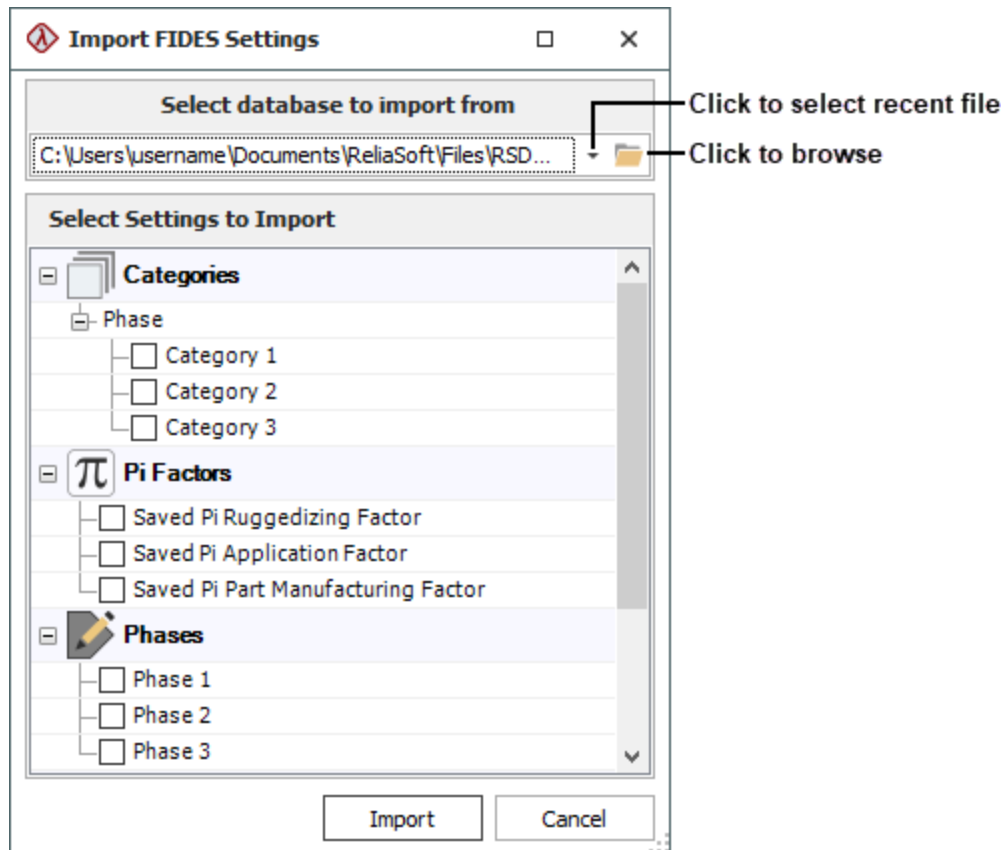 Import FIDES Settings
Select database to import from
Click to select recent file
C:\Users\username\Documents\ReliaSoft\Files\RSD...
Click to browse
Select Settings to Import
Categories
Phase
Category 1
Category 2
Category 3
π Pi Factors
Saved Pi Ruggedizing Factor
Saved Pi Application Factor
Saved Pi Part Manufacturing Factor
Phases
Phase 1
Phase 2
Phase 3
Import Cancel